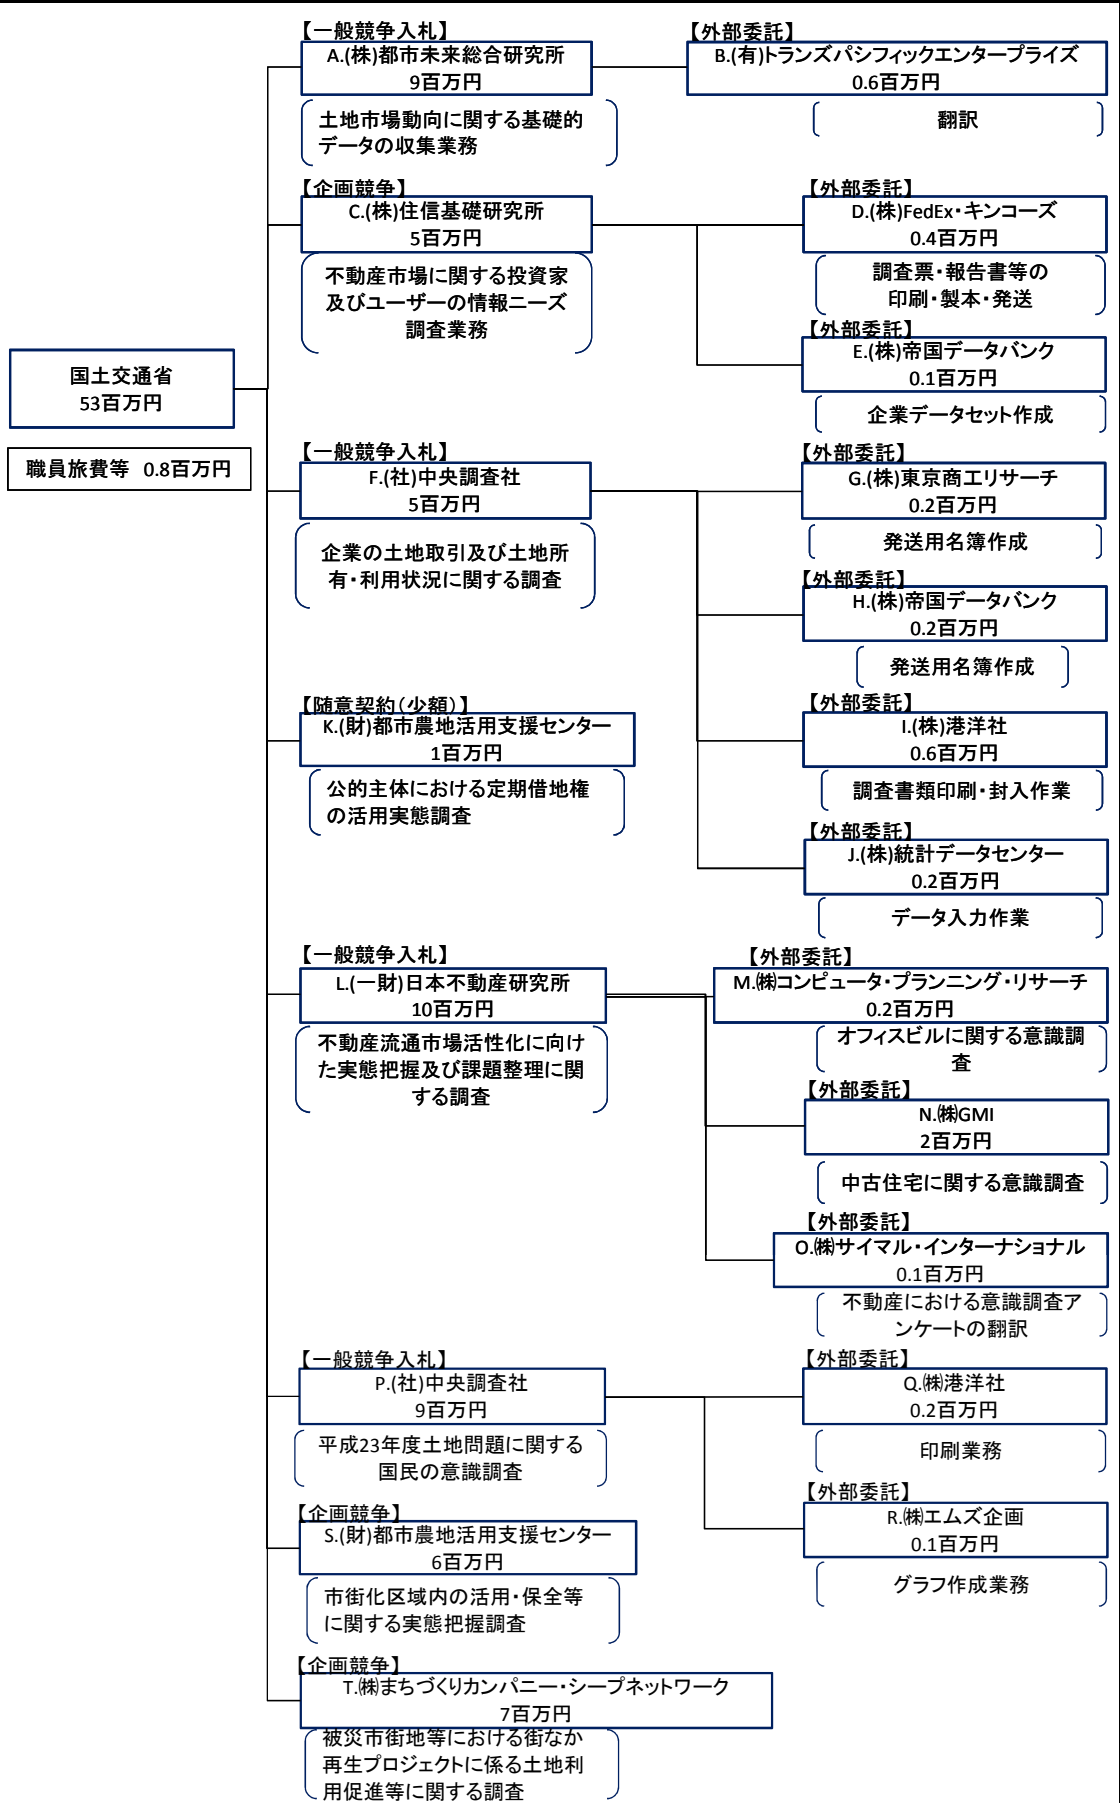 【一般競争入札】
A.(株)都市未来総合研究所
9百万円
土地市場動向に関する基礎的
データの収集業務
【外部委託】
B.(有)トランズパシフィックエンタープライズ
0.6百万円
翻訳
【企画競争】
C.(株)住信基礎研究所
5百万円
不動産市場に関する投資家
及びユーザーの情報ニーズ
調査業務
【外部委託】
D.(株)FedEx・キンコーズ
0.4百万円
調査票・報告書等の
印刷・製本・発送
【外部委託】
E.(株)帝国データバンク
0.1百万円
企業データセット作成
国土交通省
53百万円
職員旅費等 0.8百万円
【一般競争入札】
F.(社)中央調査社
5百万円
企業の土地取引及び土地所
有・利用状況に関する調査
【外部委託】
G.(株)東京商工リサーチ
0.2百万円
発送用名簿作成
【外部委託】
H.(株)帝国データバンク
0.2百万円
発送用名簿作成
【外部委託】
I.(株)港洋社
0.6百万円
調査書類印刷・封入作業
【外部委託】
J.(株)統計データセンター
0.2百万円
データ入力作業
【随意契約(少額)】
K.(財)都市農地活用支援センター
1百万円
公的主体における定期借地権
の活用実態調査
【一般競争入札】
L.(一財)日本不動産研究所
10百万円
不動産流通市場活性化に向け
た実態把握及び課題整理に関
する調査
【外部委託】
M.㈱コンピュータ・プランニング・リサーチ
0.2百万円
オフィスビルに関する意識調
査
【外部委託】
N.㈱GMI
2百万円
中古住宅に関する意識調査
【外部委託】
O.㈱サイマル・インターナショナル
0.1百万円
不動産における意識調査ア
ンケートの翻訳
【一般競争入札】
P.(社)中央調査社
9百万円
平成23年度土地問題に関する
国民の意識調査
【外部委託】
Q.㈱港洋社
0.2百万円
印刷業務
【外部委託】
R.㈱エムズ企画
0.1百万円
グラフ作成業務
【企画競争】
S.(財)都市農地活用支援センター
6百万円
市街化区域内の活用・保全等
に関する実態把握調査
【企画競争】
T.㈱まちづくりカンパニー・シープネットワーク
7百万円
被災市街地等における街なか
再生プロジェクトに係る土地利
用促進等に関する調査